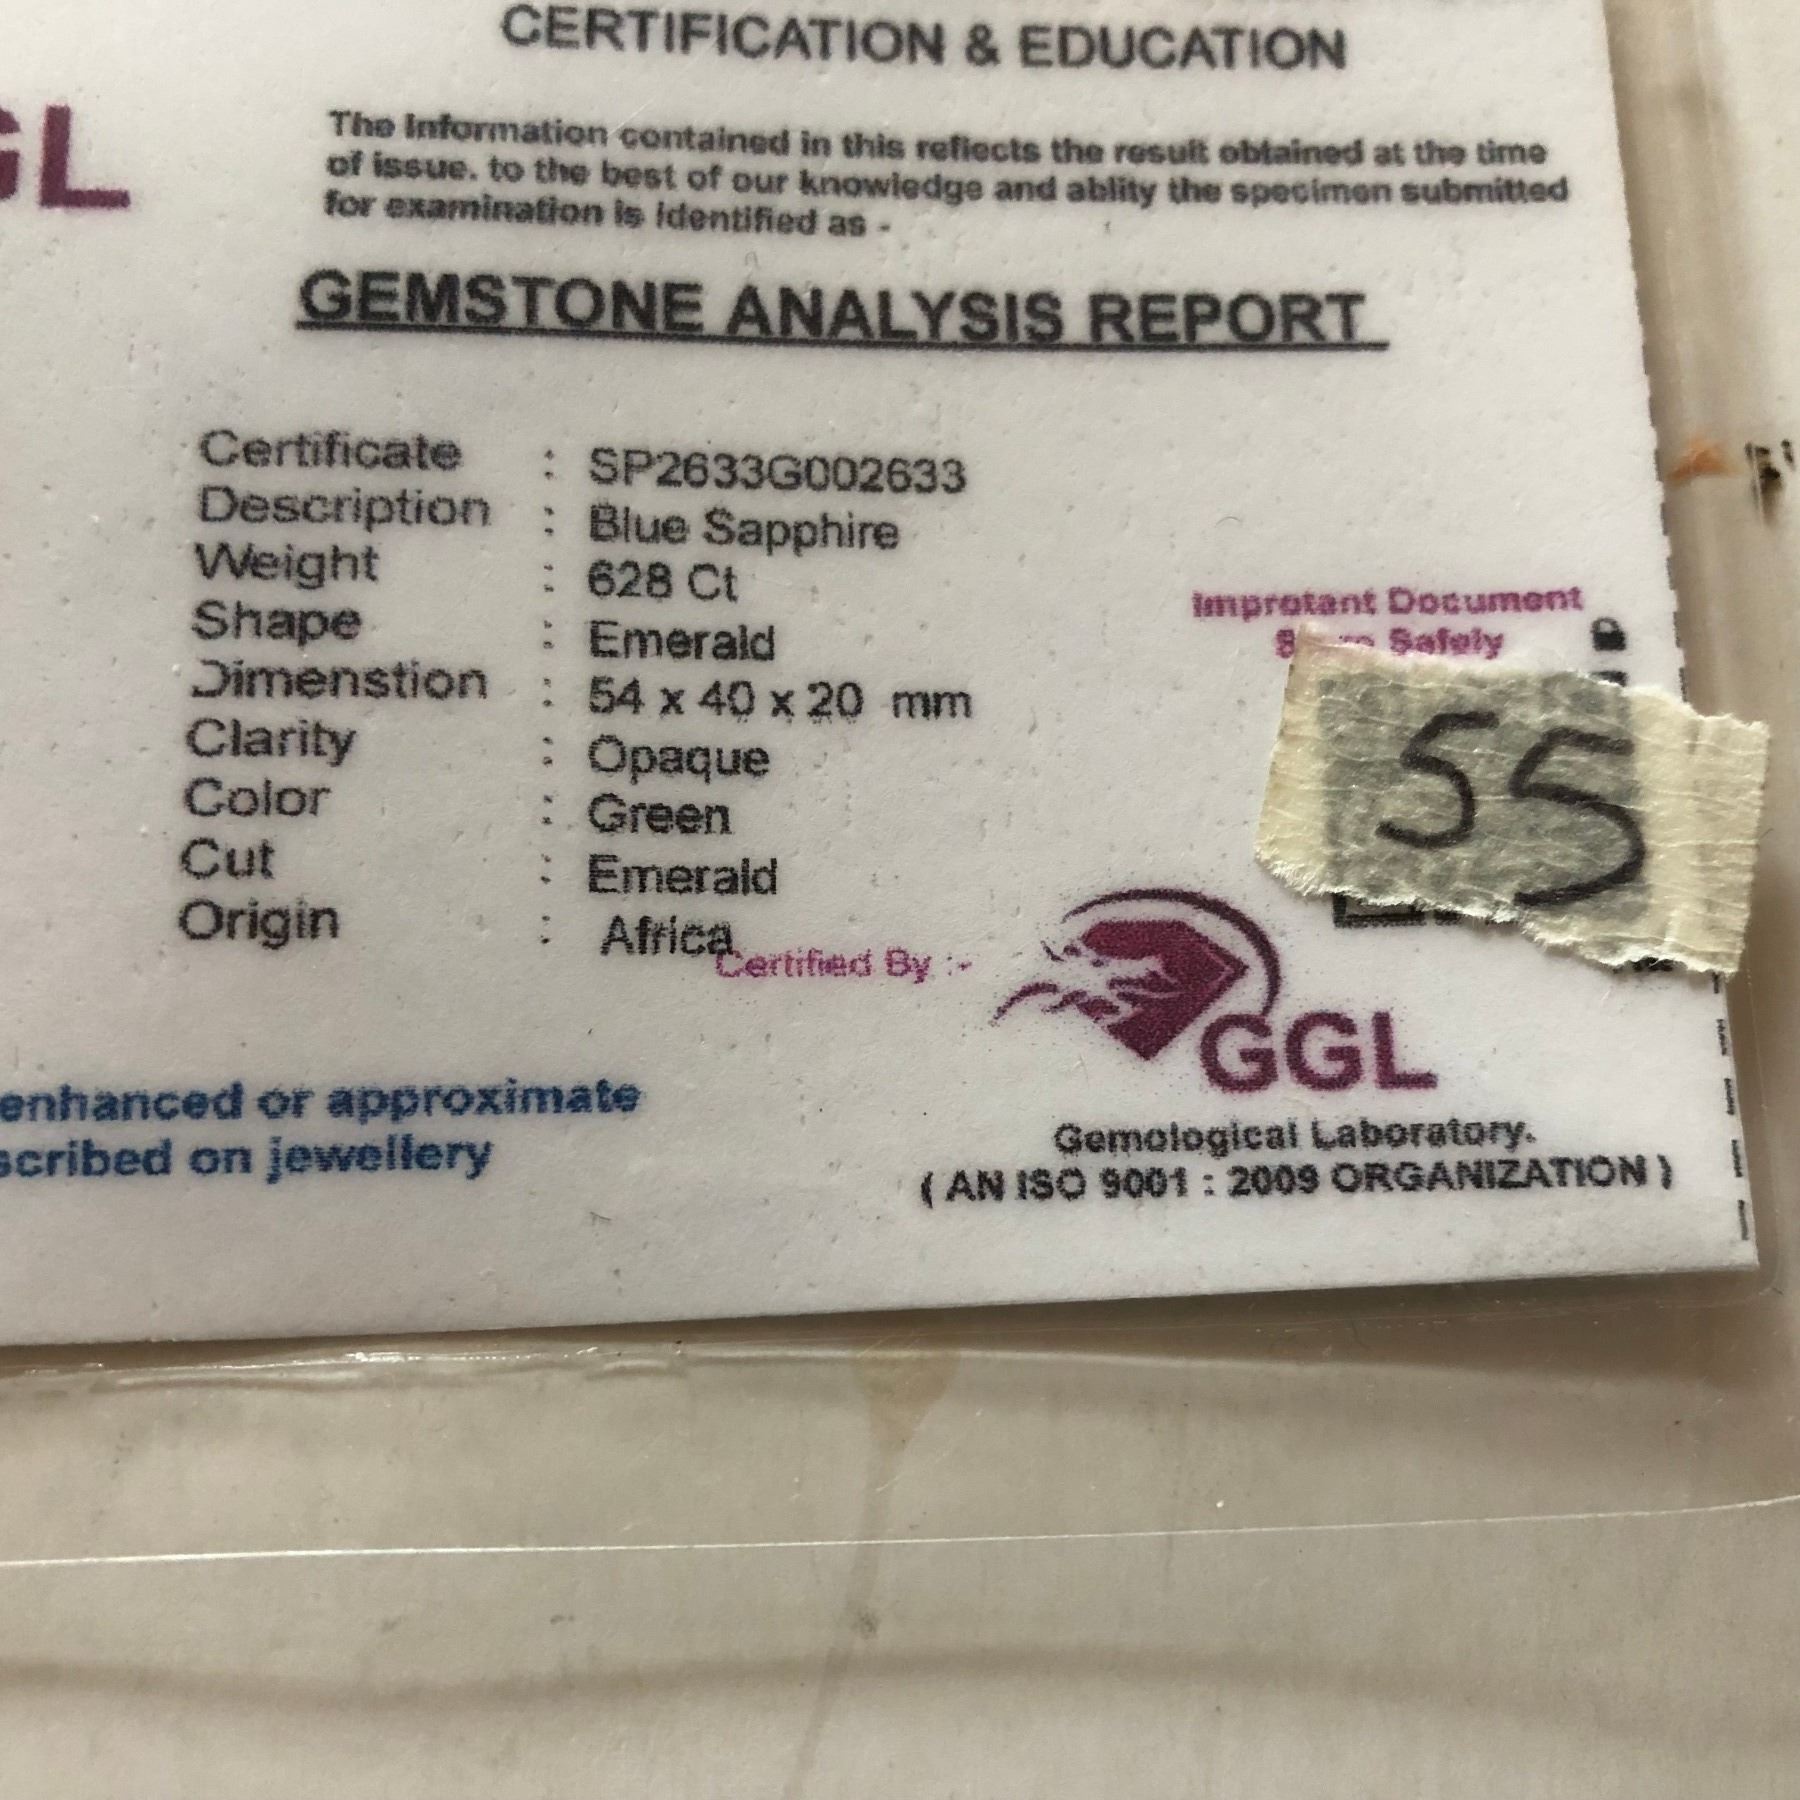 CERTIFICATION & EDUCATION
GL
The Information contained in this reflects the result obtained at the time
of issue. to the best of our knowledge and ablity the specimen submitted
for examination is identified as -
GEMSTONE ANALYSIS REPORT
Certificate : SP2633G002633
Description : Blue Sapphire
Weight : 628 Ct
Shape : Emerald
Dimenstion : 54 x 40 x 20 mm
Clarity : Opaque
Color : Green
Cut : Emerald
Origin : Africa
Improtant Document
Safely
55
Certified By :-
GGL
Gemological Laboratory.
( AN ISO 9001 : 2009 ORGANIZATION )
enhanced or approximate
scribed on jewellery